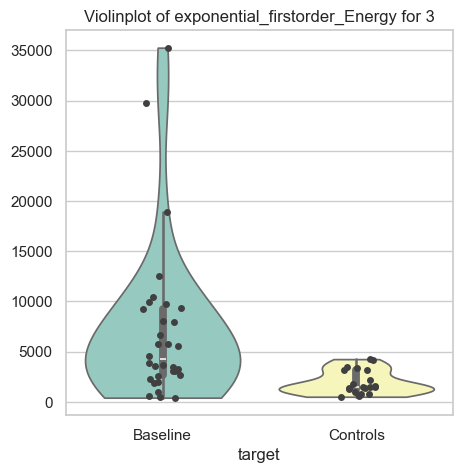 Violinplot of exponential_firstorder_Energy for 3
35000
30000
25000
20000
15000
10000
5000
0
Baseline
Controls
target